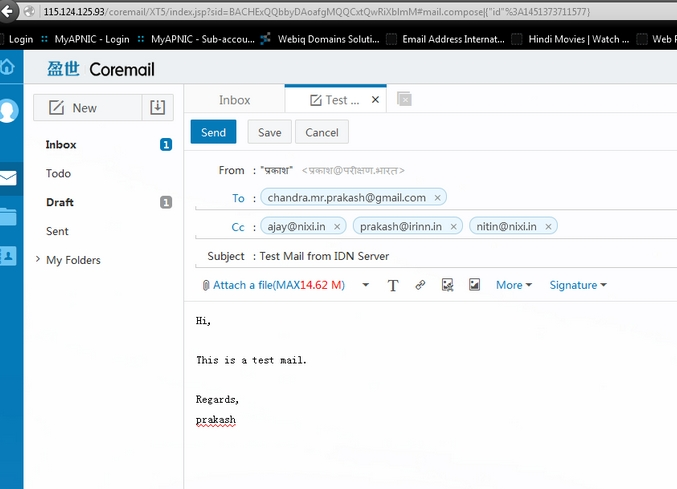 115.124.125.93/coremail/XT5/index.jsp?sid=BACHExQQbbyDAoafgMQQCxtQwRiXbImM#mail.compose|{"id"%3A1451373711577}
Login MyAPNIC - Login MyAPNIC - Sub-accou... Webiq Domains Soluti... Email Address Internat... Hindi Movies | Watch ... Web
盈世 Coremail
New
Inbox 1
Todo
Draft 1
Sent
My Folders
Inbox Test ... ×
Send Save Cancel
From : "प्रकाश" <प्रकाश@परीक्षण.भारत>
To : chandra.mr.prakash@gmail.com ×
Cc : ajay@nixi.in × prakash@irinn.in × nitin@nixi.in ×
Subject : Test Mail from IDN Server
Attach a file(MAX14.62 M) T More Signature
Hi,
This is a test mail.
Regards,
prakash